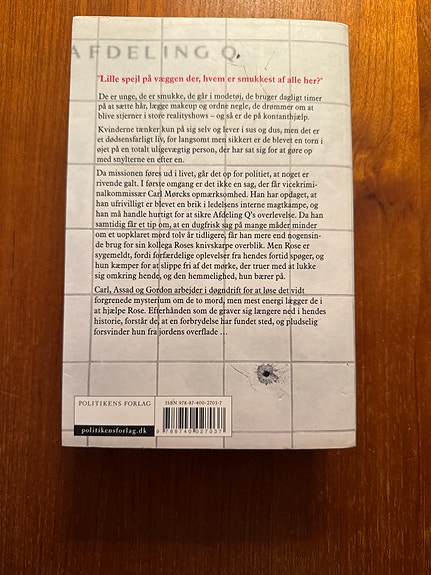 AFDELING Q
"Lille spejl på væggen der, hvem er smukkest af alle her?"
De er unge, de er smukke, de går i modetøj, de bruger dagligt timer
på at sætte hår, lægge makeup og ordne negle, de drømmer om at
blive stjerner i store realityshows – og så er de på kontanthjælp.
Kvinderne tænker kun på sig selv og lever i sus og dus, men det er
et dødsensfarligt liv, for langsomt men sikkert er de blevet en torn i
øjet på en totalt uligevægtig person, der har sat sig for at gøre op
med snylterne en efter en.
Da missionen føres ud i livet, går det op for politiet, at noget er
rivende galt. I første omgang er det ikke en sag, der får vicekrimi-
nalkommissær Carl Mørcks opmærksomhed. Han har opdaget, at
han ufrivilligt er blevet en brik i ledelsens interne magtkampe, og
han må handle hurtigt for at sikre Afdeling Q's overlevelse. Da han
samtidig får et tip om, at en dugfrisk sag på mange måder minder
om et uopklaret mord tolv år tidligere, får han mere end nogensin-
de brug for sin kollega Roses knivskarpe overblik. Men Rose er
sygemeldt, fordi forfærdelige oplevelser fra hendes fortid spøger, og
hun kæmper for at slippe fri af det mørke, der truer med at lukke
sig omkring hende, og den hemmelighed, hun bærer på.
Carl, Assad og Gordon arbejder i døgndrift for at løse det vidt
forgrenede mysterium om de to mord, men mest energi lægger de i
at hjælpe Rose. Efterhånden som de graver sig længere ned i hendes
historie, forstår de, at en forbrydelse har fundet sted, og pludselig
forsvinder hun fra jordens overflade ...
POLITIKENS FORLAG
politikensforlag.dk
ISBN 978-87-400-2703-7
9 788740 027037